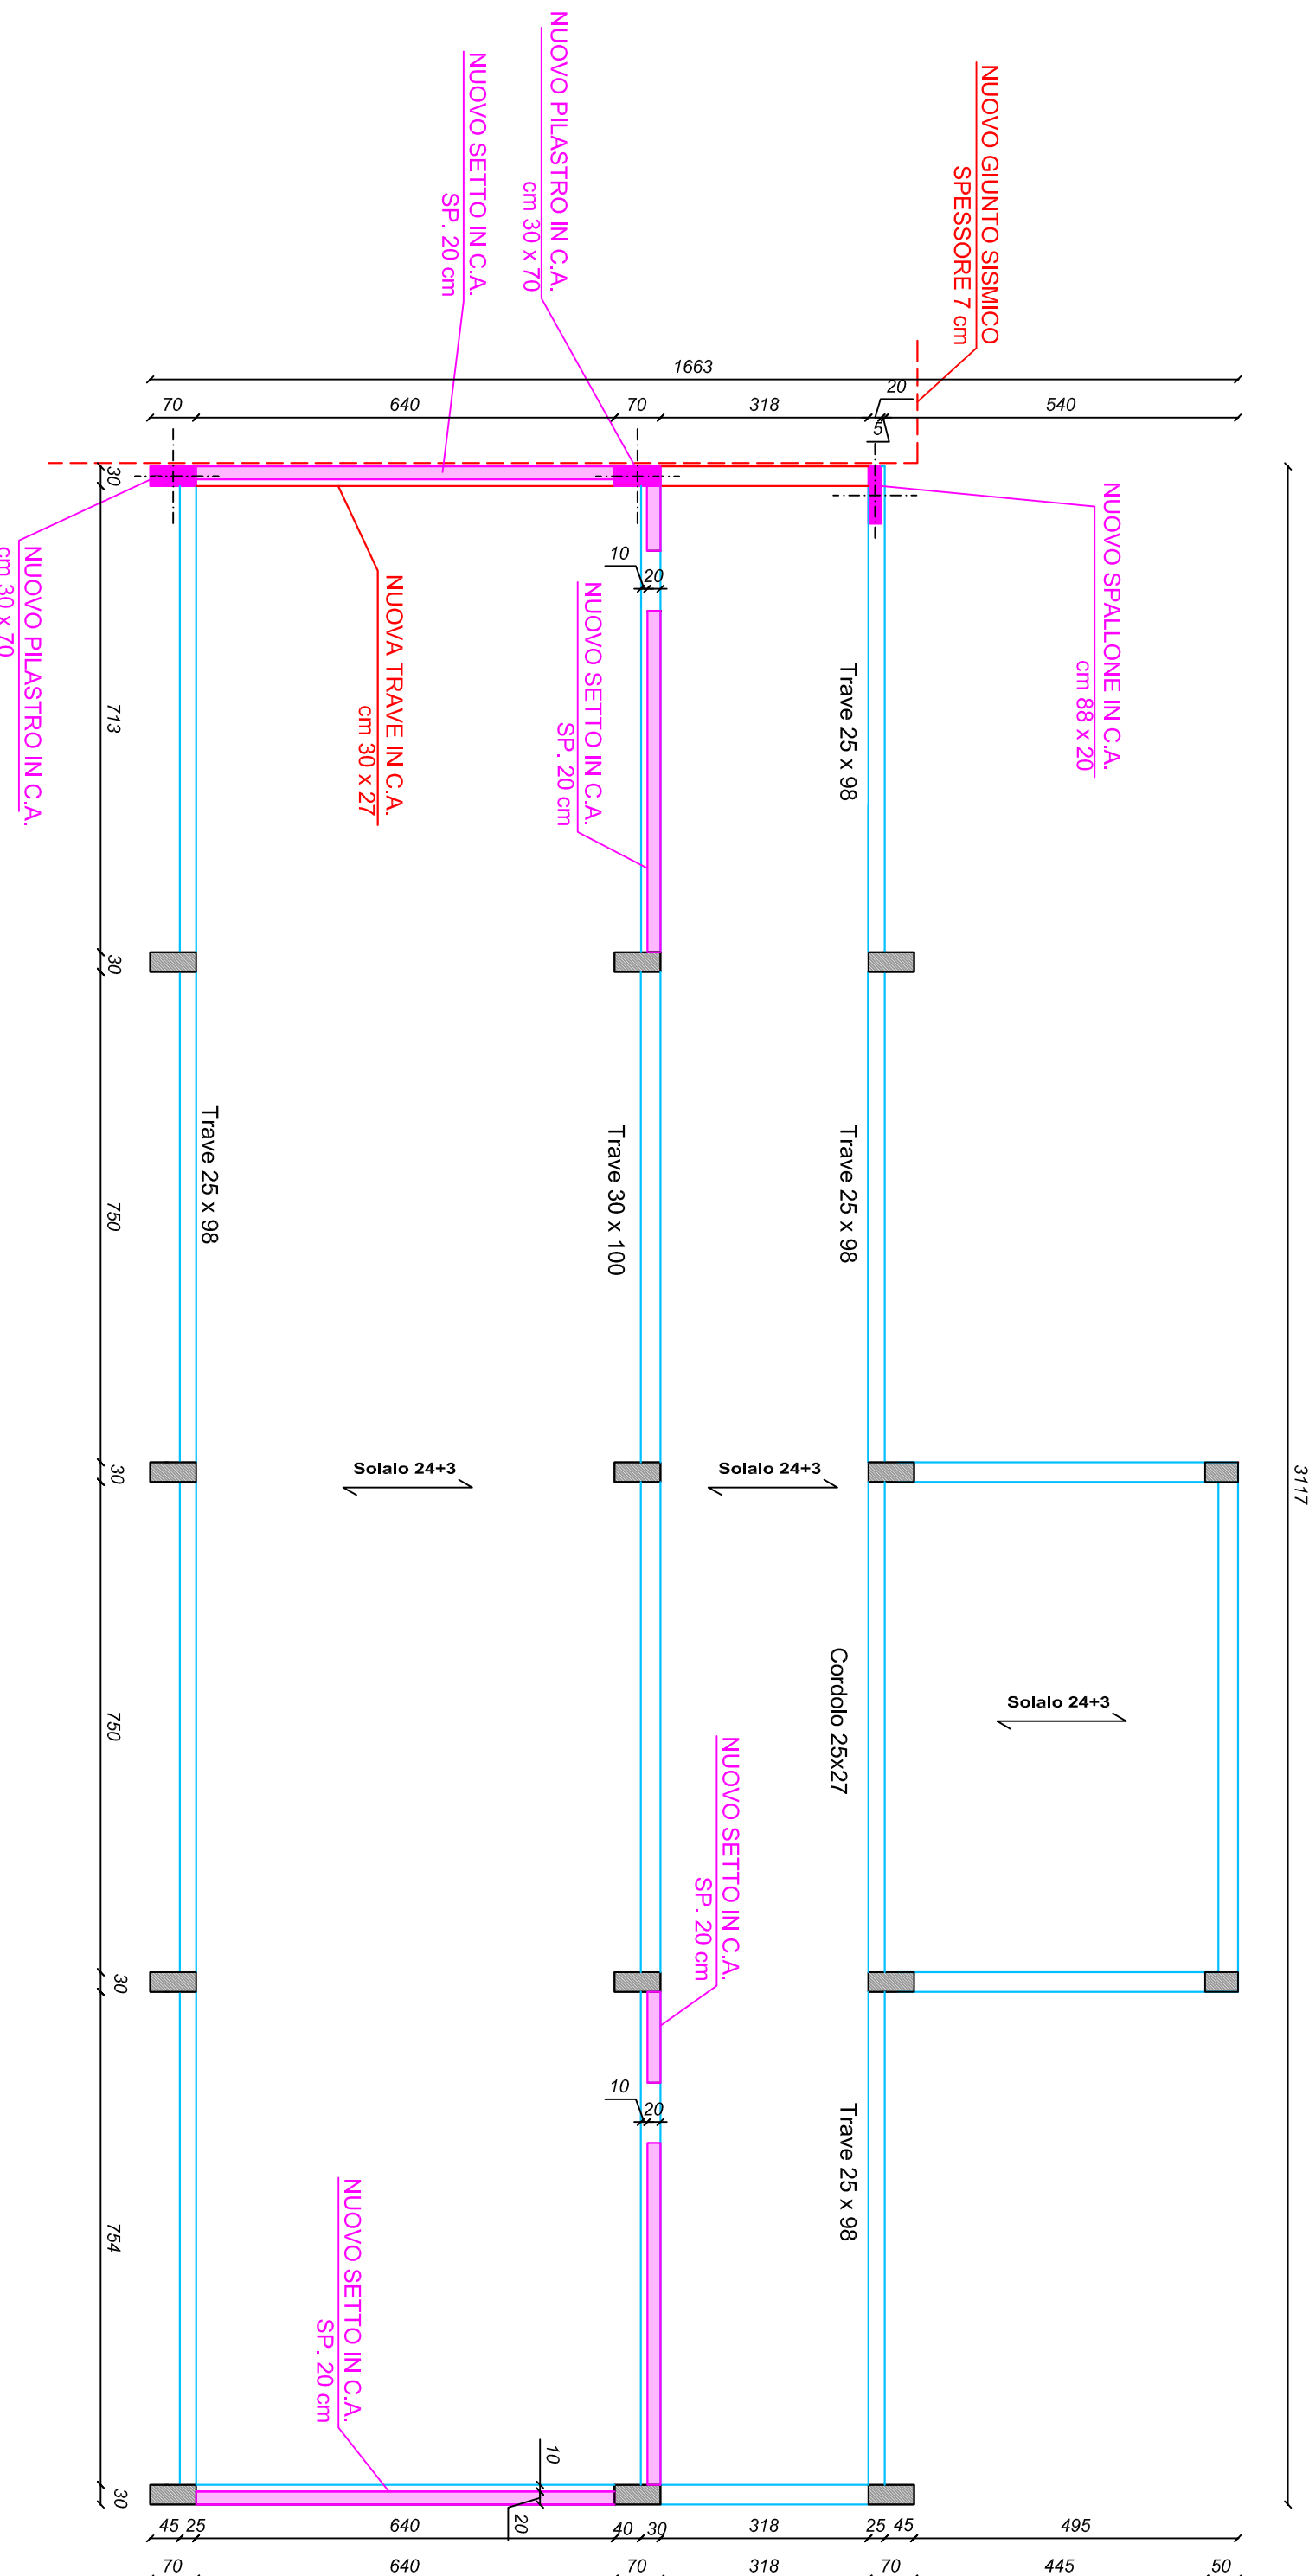 NUOVO GIUNTO SISMICO
SPESSORE 7 cm
NUOVO PILASTRO IN C.A.
cm 30 x 70
NUOVO SETTO IN C.A.
SP. 20 cm
1663
70
640
70
318
20
5
540
NUOVO SPALLONE IN C.A.
cm 88 x 20
30
713
30
750
30
750
30
754
30
3117
10
20
NUOVO SETTO IN C.A.
SP. 20 cm
NUOVA TRAVE IN C.A.
cm 30 x 27
NUOVO PILASTRO IN C.A.
cm 30 x 70
Trave 25 x 98
Trave 25 x 98
Trave 30 x 100
Trave 25 x 98
Solalo 24+3
Solalo 24+3
Solalo 24+3
Cordolo 25x27
NUOVO SETTO IN C.A.
SP. 20 cm
10
20
Trave 25 x 98
NUOVO SETTO IN C.A.
SP. 20 cm
10
20
45
25
640
40
30
318
25
45
495
70
640
70
318
70
445
50